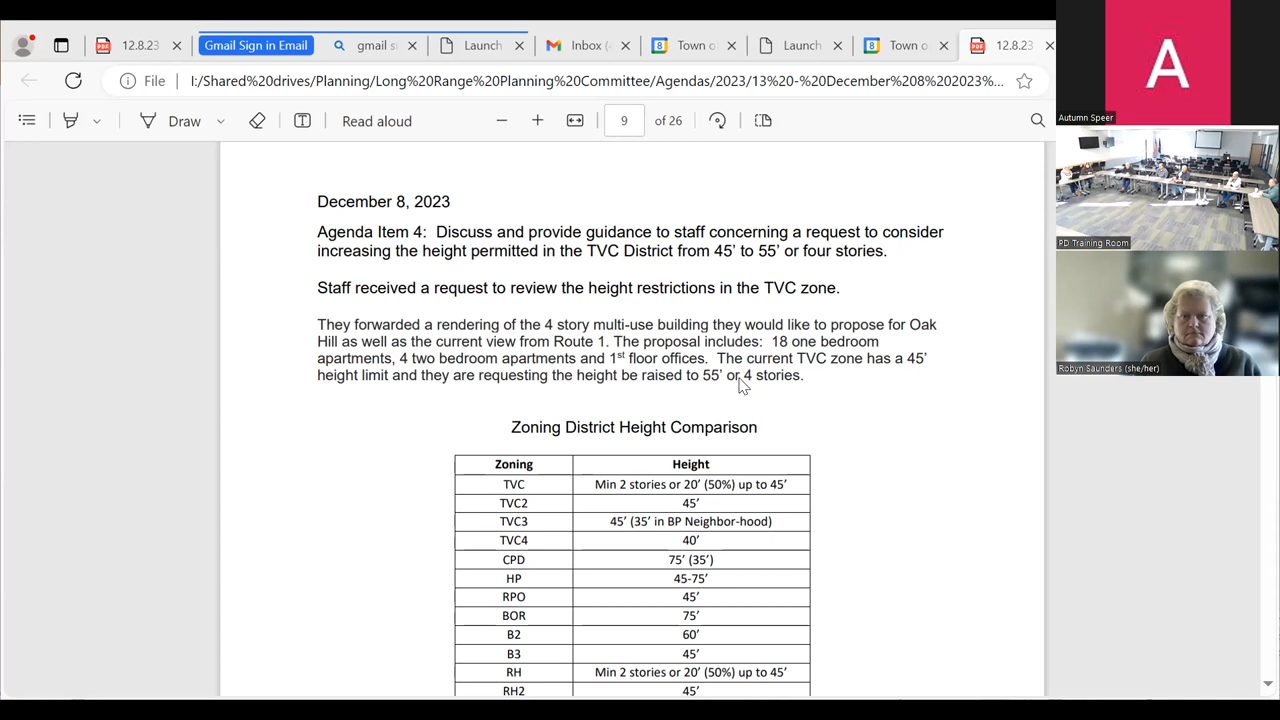 12.8.23
Gmail Sign in Email
gmail s
Launch
Inbox (
Town o
Launch
Town o
12.8.23
File
I:/Shared%20drives/Planning/Long%20Range%20Planning%20Committee/Agendas/2023/13%20-%20December%208%202023%...
Draw
Read aloud
9 of 26
December 8, 2023
Agenda Item 4: Discuss and provide guidance to staff concerning a request to consider
increasing the height permitted in the TVC District from 45’ to 55’ or four stories.
Staff received a request to review the height restrictions in the TVC zone.
They forwarded a rendering of the 4 story multi-use building they would like to propose for Oak
Hill as well as the current view from Route 1. The proposal includes: 18 one bedroom
apartments, 4 two bedroom apartments and 1st floor offices. The current TVC zone has a 45’
height limit and they are requesting the height be raised to 55’ or 4 stories.
Zoning District Height Comparison
Zoning Height
TVC Min 2 stories or 20’ (50%) up to 45’
TVC2 45’
TVC3 45’ (35’ in BP Neighbor-hood)
TVC4 40’
CPD 75’ (35’)
HP 45-75’
RPO 45’
BOR 75’
B2 60’
B3 45’
RH Min 2 stories or 20’ (50%) up to 45’
RH2 45’
A
Autumn Speer
PD Training Room
Robyn Saunders (she/her)